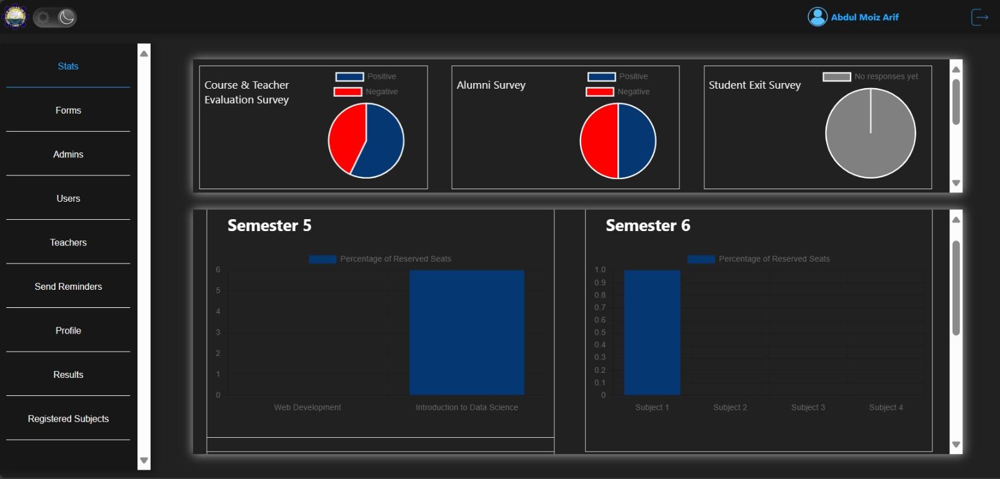 Abdul Moiz Arif
Stats
Forms
Admins
Users
Teachers
Send Reminders
Profile
Results
Registered Subjects
Course & Teacher
Evaluation Survey
Positive
Negative
Alumni Survey
Positive
Negative
Student Exit Survey
No responses yet
Semester 5
Percentage of Reserved Seats
6
5
4
3
2
1
0
Web Development
Introduction to Data Science
Semester 6
Percentage of Reserved Seats
1.0
0.9
0.8
0.7
0.6
0.5
0.4
0.3
0.2
0.1
0
Subject 1
Subject 2
Subject 3
Subject 4